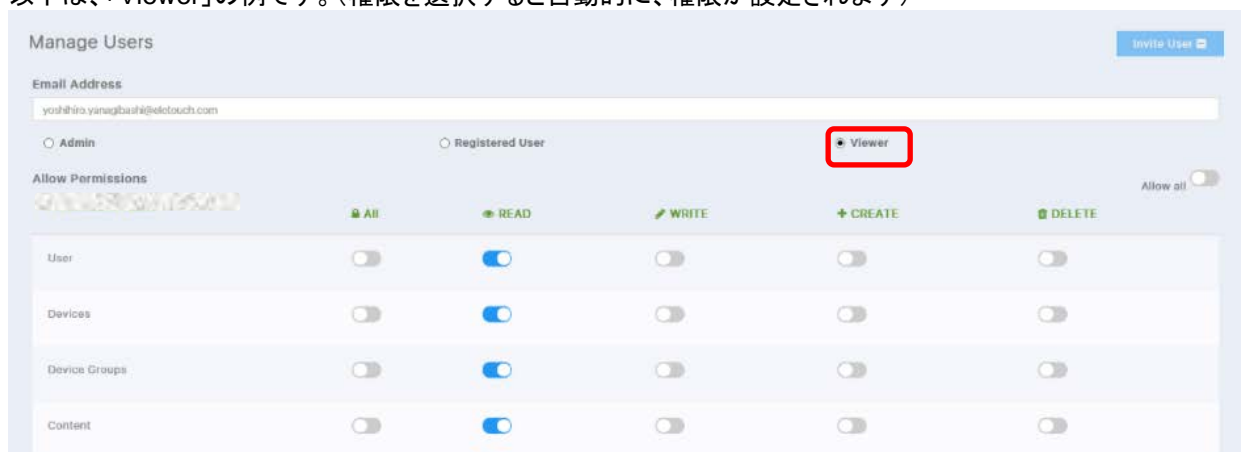 以下は、「Viewer」の例です。（権限を選択すると自動的に、権限が設定されます）
Manage Users
Invite User
Email Address
yoshihiro.yanagibashi@elotouch.com
Admin
Registered User
Viewer
Allow Permissions
Allow all
All
READ
WRITE
CREATE
DELETE
User
Devices
Device Groups
Content